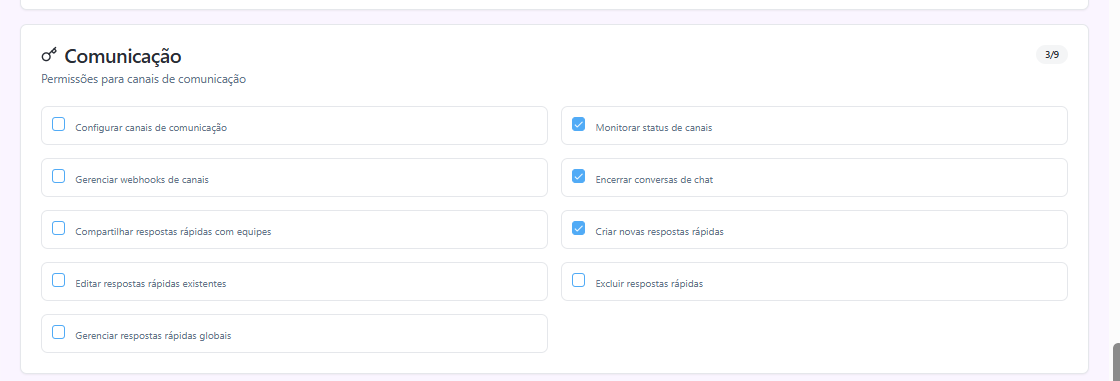 Comunicação
3/9
Permissões para canais de comunicação
Configurar canais de comunicação
Monitorar status de canais
Gerenciar webhooks de canais
Encerrar conversas de chat
Compartilhar respostas rápidas com equipes
Criar novas respostas rápidas
Editar respostas rápidas existentes
Excluir respostas rápidas
Gerenciar respostas rápidas globais